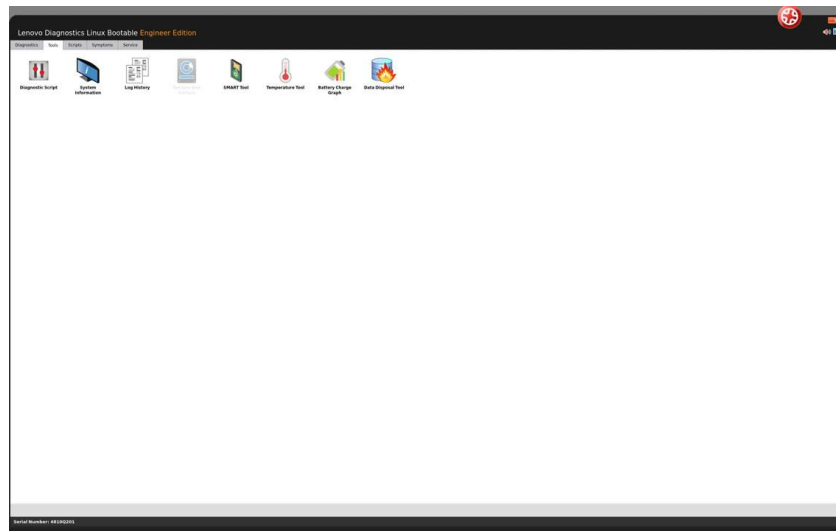 Lenovo Diagnostics Linux Bootable Engineer Edition
Diagnostics Tools Scripts Symptoms Service
Diagnostic Script
System
Information
Log History
SMART Tool
Temperature Tool
Battery Charge
Graph
Data Disposal Tool